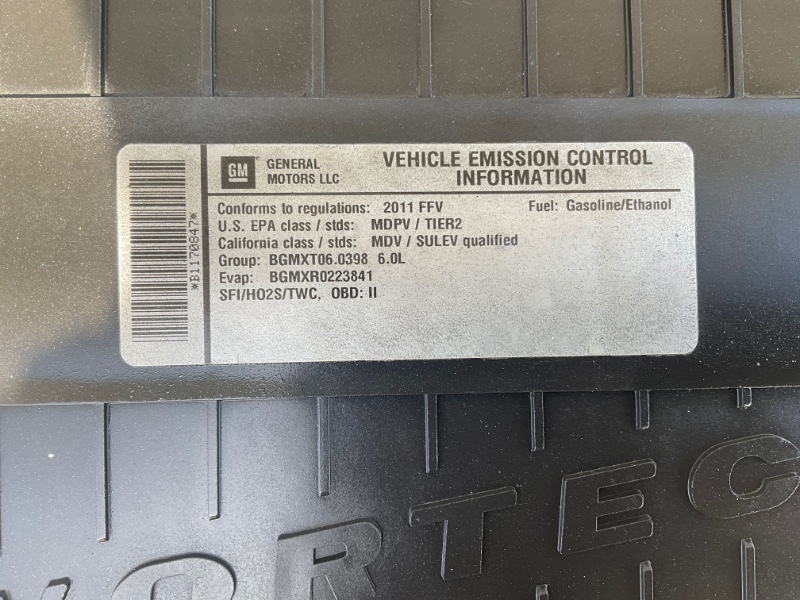 *B1170847*
GM
GENERAL
MOTORS LLC
VEHICLE EMISSION CONTROL
INFORMATION
Conforms to regulations: 2011 FFV Fuel: Gasoline/Ethanol
U.S. EPA class / stds: MDPV / TIER2
California class / stds: MDV / SULEV qualified
Group: BGMXT06.0398 6.0L
Evap: BGMXR0223841
SFI/HO2S/TWC, OBD: II
VORTEC